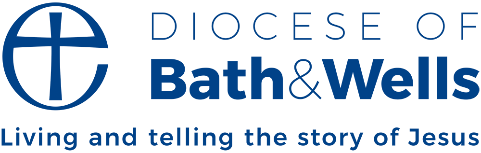 DIOCESE OF
Bath&Wells
Living and telling the story of Jesus